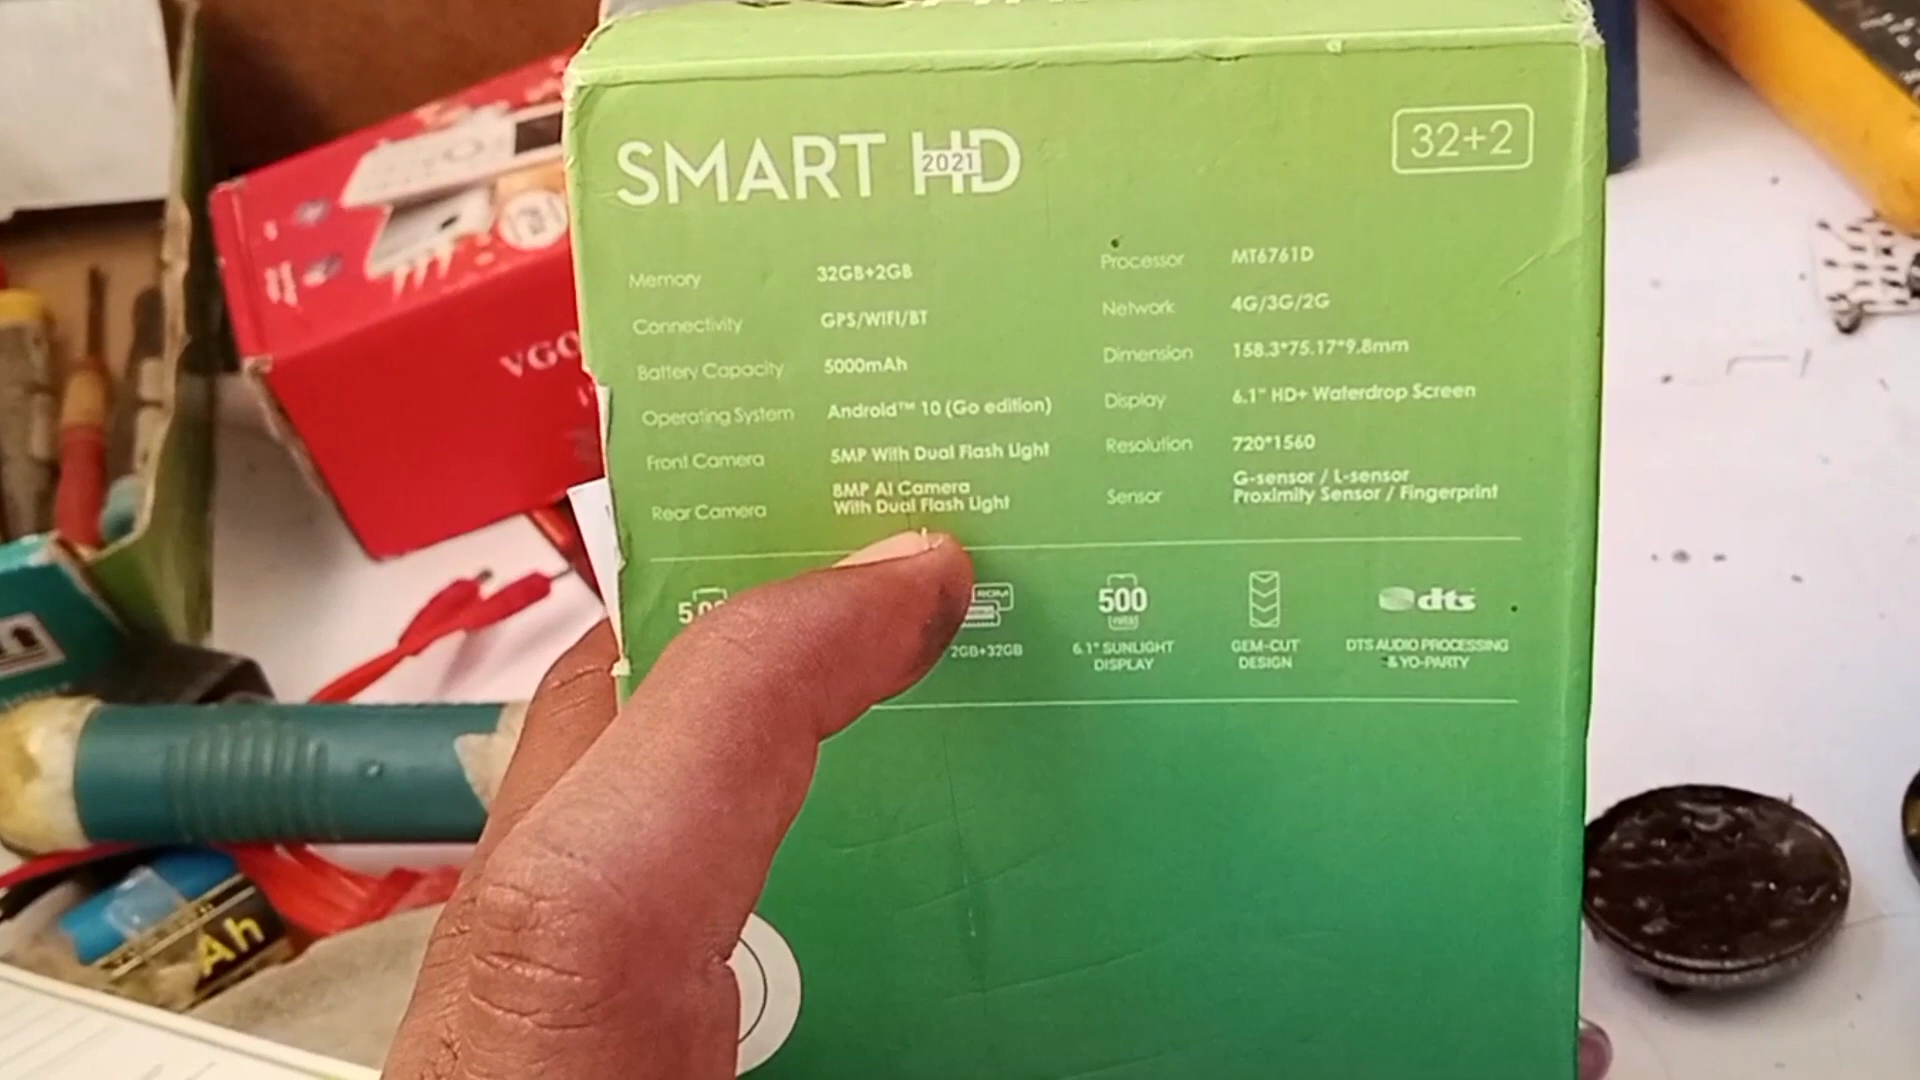 SMART HD
2021
32+2
Memory 32GB+2GB
Connectivity GPS/WIFI/BT
Battery Capacity 5000mAh
Operating System Android™ 10 (Go edition)
Front Camera 5MP With Dual Flash Light
Rear Camera 8MP AI Camera
With Dual Flash Light
Processor MT6761D
Network 4G/3G/2G
Dimension 158.3*75.17*9.8mm
Display 6.1" HD+ Waterdrop Screen
Resolution 720*1560
Sensor G-sensor / L-sensor
Proximity Sensor / Fingerprint
ROM
2GB+32GB
500
6.1" SUNLIGHT
DISPLAY
GEM-CUT
DESIGN
dts
DTS AUDIO PROCESSING
& YO-PARTY
VGO
Ah